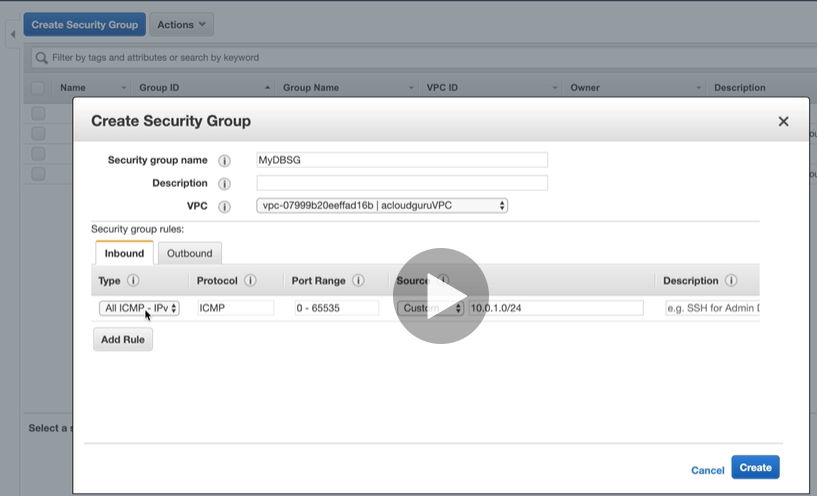 Create Security Group Actions
Filter by tags and attributes or search by keyword
Name Group ID Group Name VPC ID Owner Description
Create Security Group
Security group name MyDBSG
Description
VPC vpc-07999b20eeffad16b | acloudguruVPC
Security group rules:
Inbound Outbound
Type Protocol Port Range Source Description
All ICMP - IPv ICMP 0 - 65535 Custom 10.0.1.0/24 e.g. SSH for Admin D
Add Rule
Select a
Cancel Create